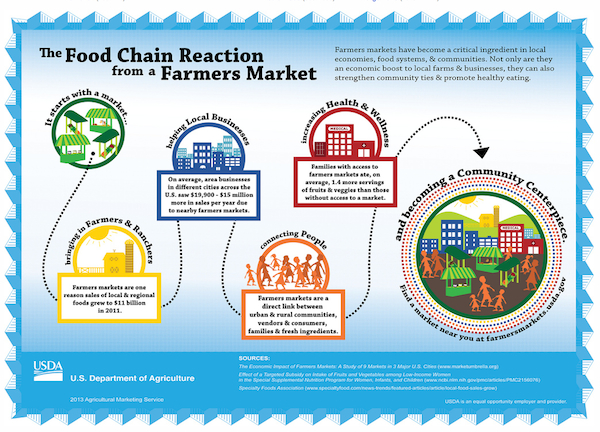 The Food Chain Reaction
from a Farmers Market
Farmers markets have become a critical ingredient in local
economies, food systems, & communities. Not only are they
an economic boost to local farms & businesses, they can also
strengthen community ties & promote healthy eating.
It starts with a market...
bringing in Farmers & Ranchers
Farmers markets are one
reason sales of local & regional
foods grew to $11 billion
in 2011.
helping Local Businesses
On average, area businesses
in different cities across the
U.S. saw $19,900 - $15 million
more in sales per year due
to nearby farmers markets.
connecting People
Farmers markets are a
direct link between
urban & rural communities,
vendors & consumers,
families & fresh ingredients.
increasing Health & Wellness
MEDICAL
Families with access to
farmers markets ate, on
average, 1.4 more servings
of fruits & veggies than those
without access to a market.
and becoming a Community Centerpiece.
MEDICAL
Find a market near you at farmersmarkets.usda.gov
USDA
U.S. Department of Agriculture
2013 Agricultural Marketing Service
SOURCES:
The Economic Impact of Farmers Markets: A Study of 9 Markets in 3 Major U.S. Cities (www.marketumbrella.org)
Effect of a Targeted Subsidy on Intake of Fruits and Vegetables among Low-Income Women
in the Special Supplemental Nutrition Program for Women, Infants, and Children (www.ncbi.nlm.nih.gov/pmc/articles/PMC2156076)
Specialty Foods Association (www.specialtyfood.com/news-trends/featured-articles/article/local-food-sales-grow)
USDA is an equal opportunity employer and provider.